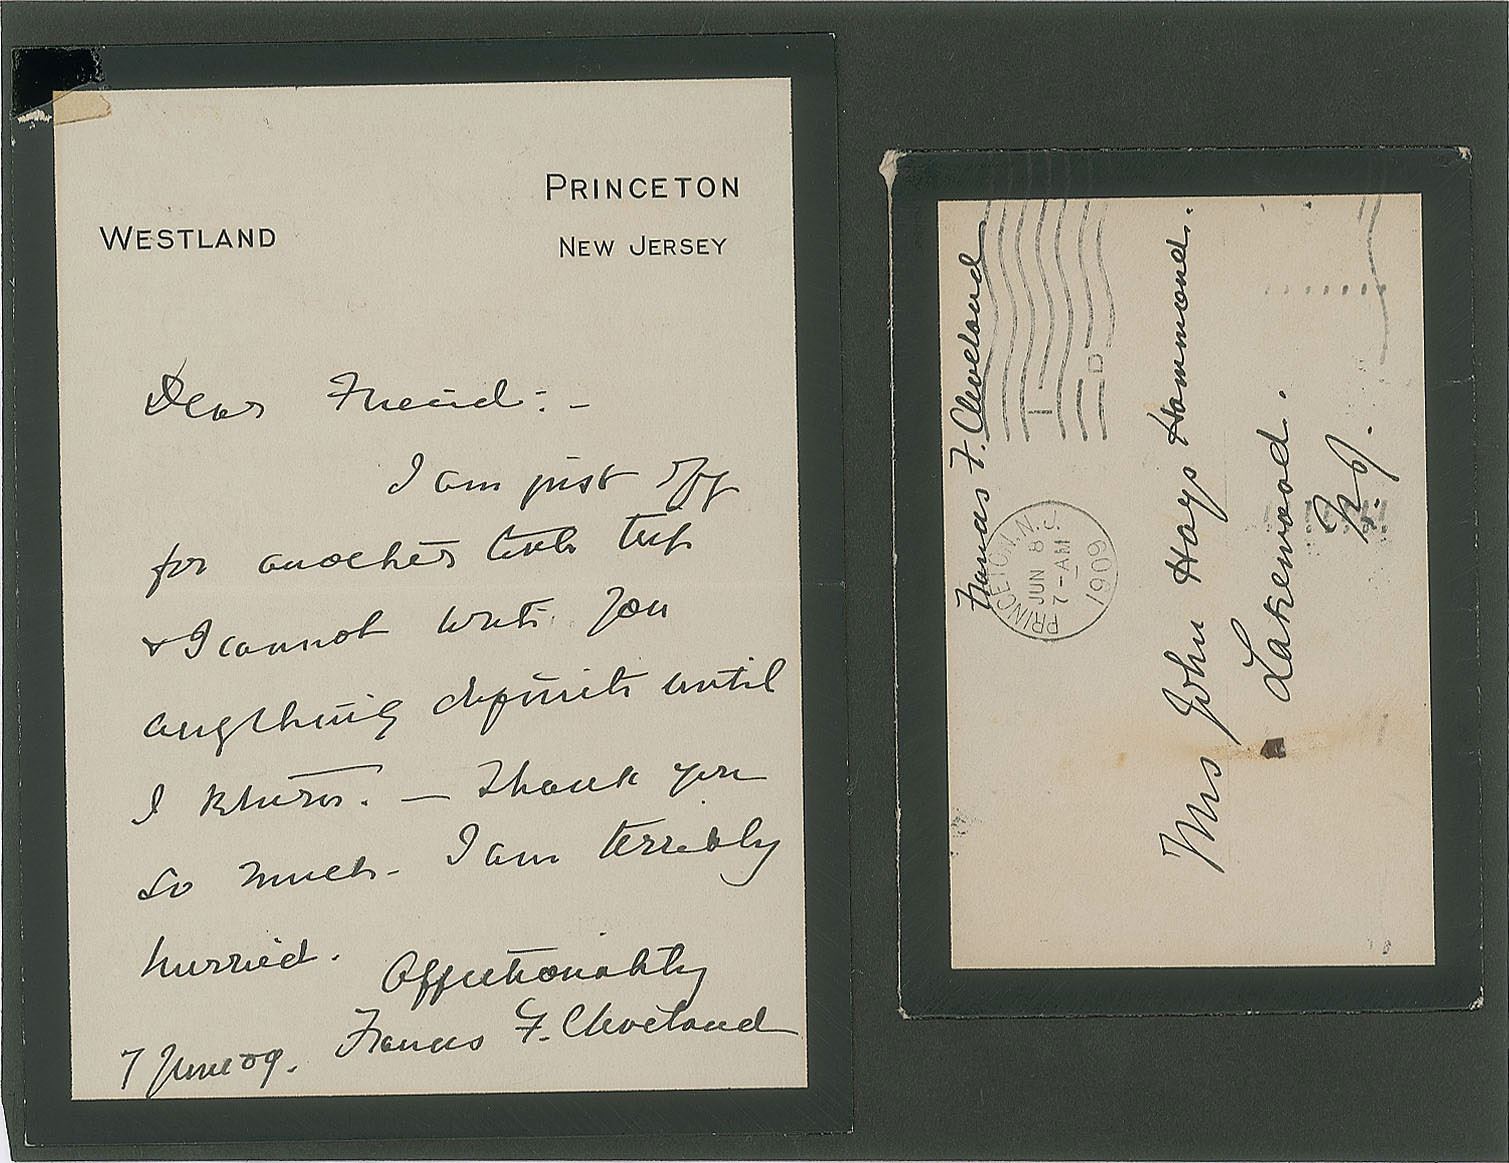 WESTLAND
PRINCETON
NEW JERSEY
Dear Friend:-
I am just off
for another little trip
& I cannot write you
anything definite until
I return. — Thank you
so much - I am terribly
hurried.
Affectionately
Frances F. Cleveland
7 June 09.
Frances F. Cleveland
PRINCETON, N.J.
JUN 8
7-AM
1909
D
Mrs John Hays Hammond.
Lakewood.
N.J.